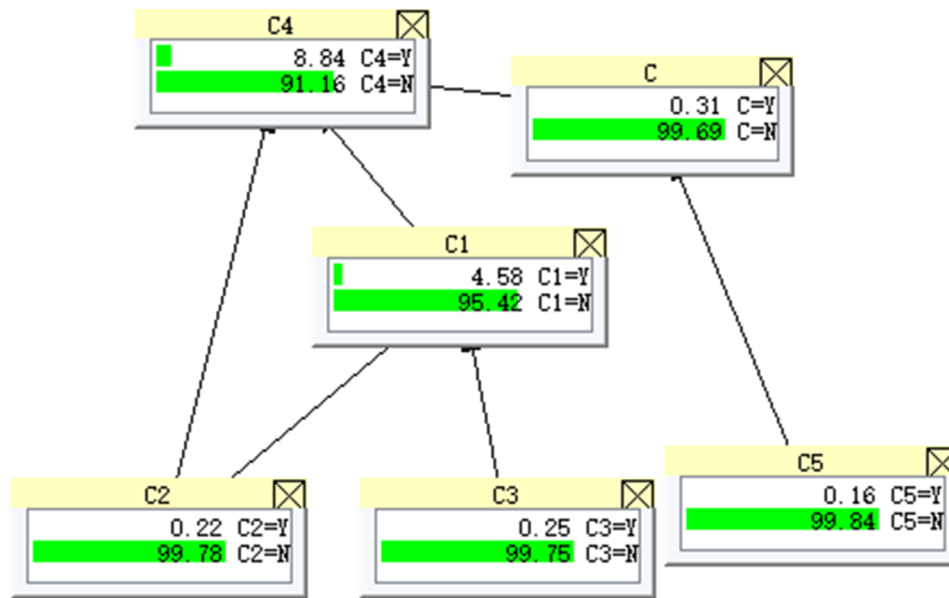 C4
8.84 C4=Y
91.16 C4=N
C
0.31 C=Y
99.69 C=N
C1
4.58 C1=Y
95.42 C1=N
C2
0.22 C2=Y
99.78 C2=N
C3
0.25 C3=Y
99.75 C3=N
C5
0.16 C5=Y
99.84 C5=N